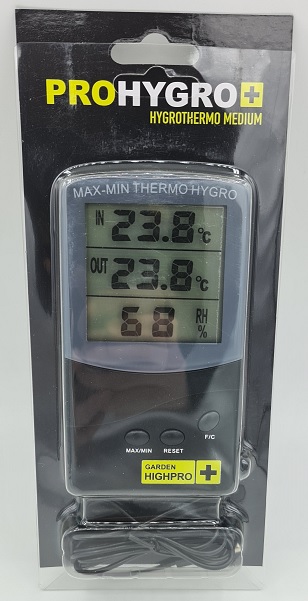 PROHYGRO+
HYGROTHERMO MEDIUM
MAX-MIN THERMO HYGRO
IN 23.8 °C
OUT 23.8 °C
68 RH %
F/C
MAX/MIN RESET
GARDEN
HIGHPRO +